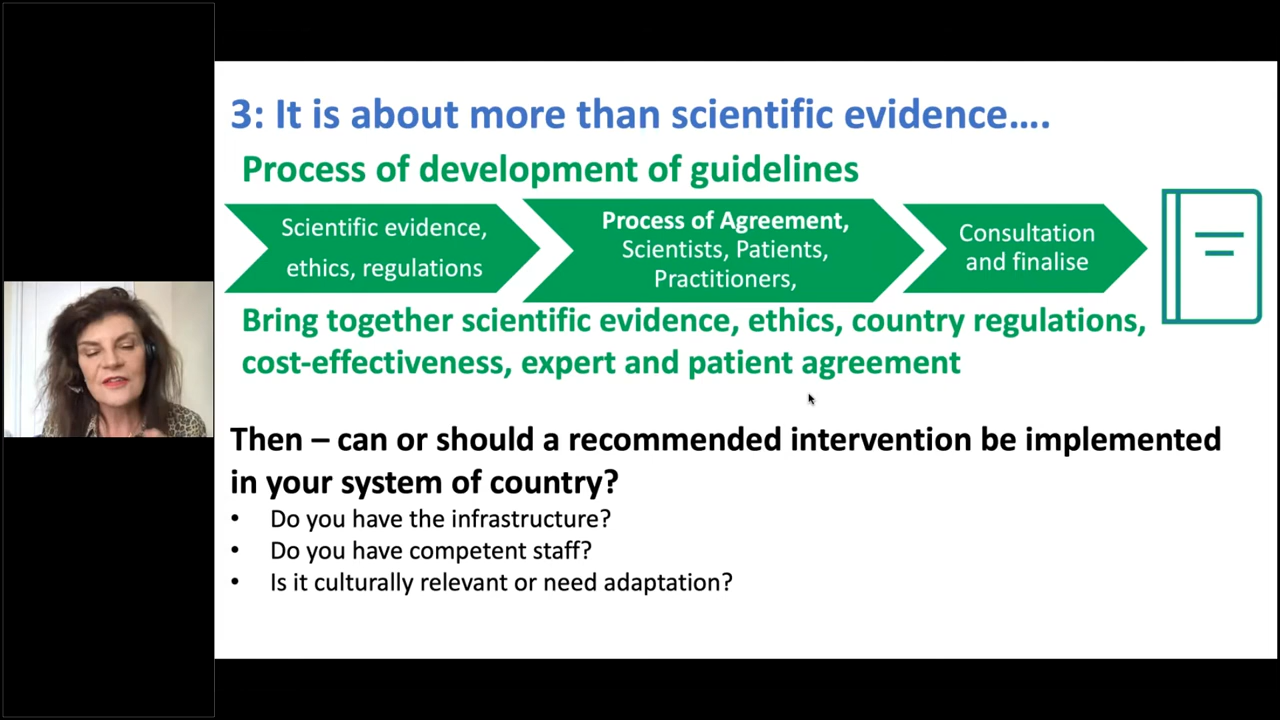 3: It is about more than scientific evidence….
Process of development of guidelines
Scientific evidence,
ethics, regulations
Process of Agreement,
Scientists, Patients,
Practitioners,
Consultation
and finalise
Bring together scientific evidence, ethics, country regulations,
cost-effectiveness, expert and patient agreement
Then – can or should a recommended intervention be implemented
in your system of country?
• Do you have the infrastructure?
• Do you have competent staff?
• Is it culturally relevant or need adaptation?